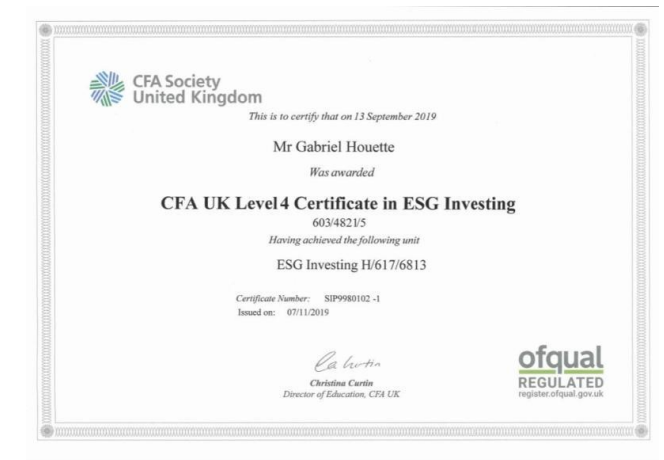 CFA Society
United Kingdom
This is to certify that on 13 September 2019
Mr Gabriel Houette
Was awarded
CFA UK Level 4 Certificate in ESG Investing
603/4821/5
Having achieved the following unit
ESG Investing H/617/6813
Certificate Number: SIP9980102 -1
Issued on: 07/11/2019
Christina Curtin
Director of Education, CFA UK
ofqual
REGULATED
register.ofqual.gov.uk